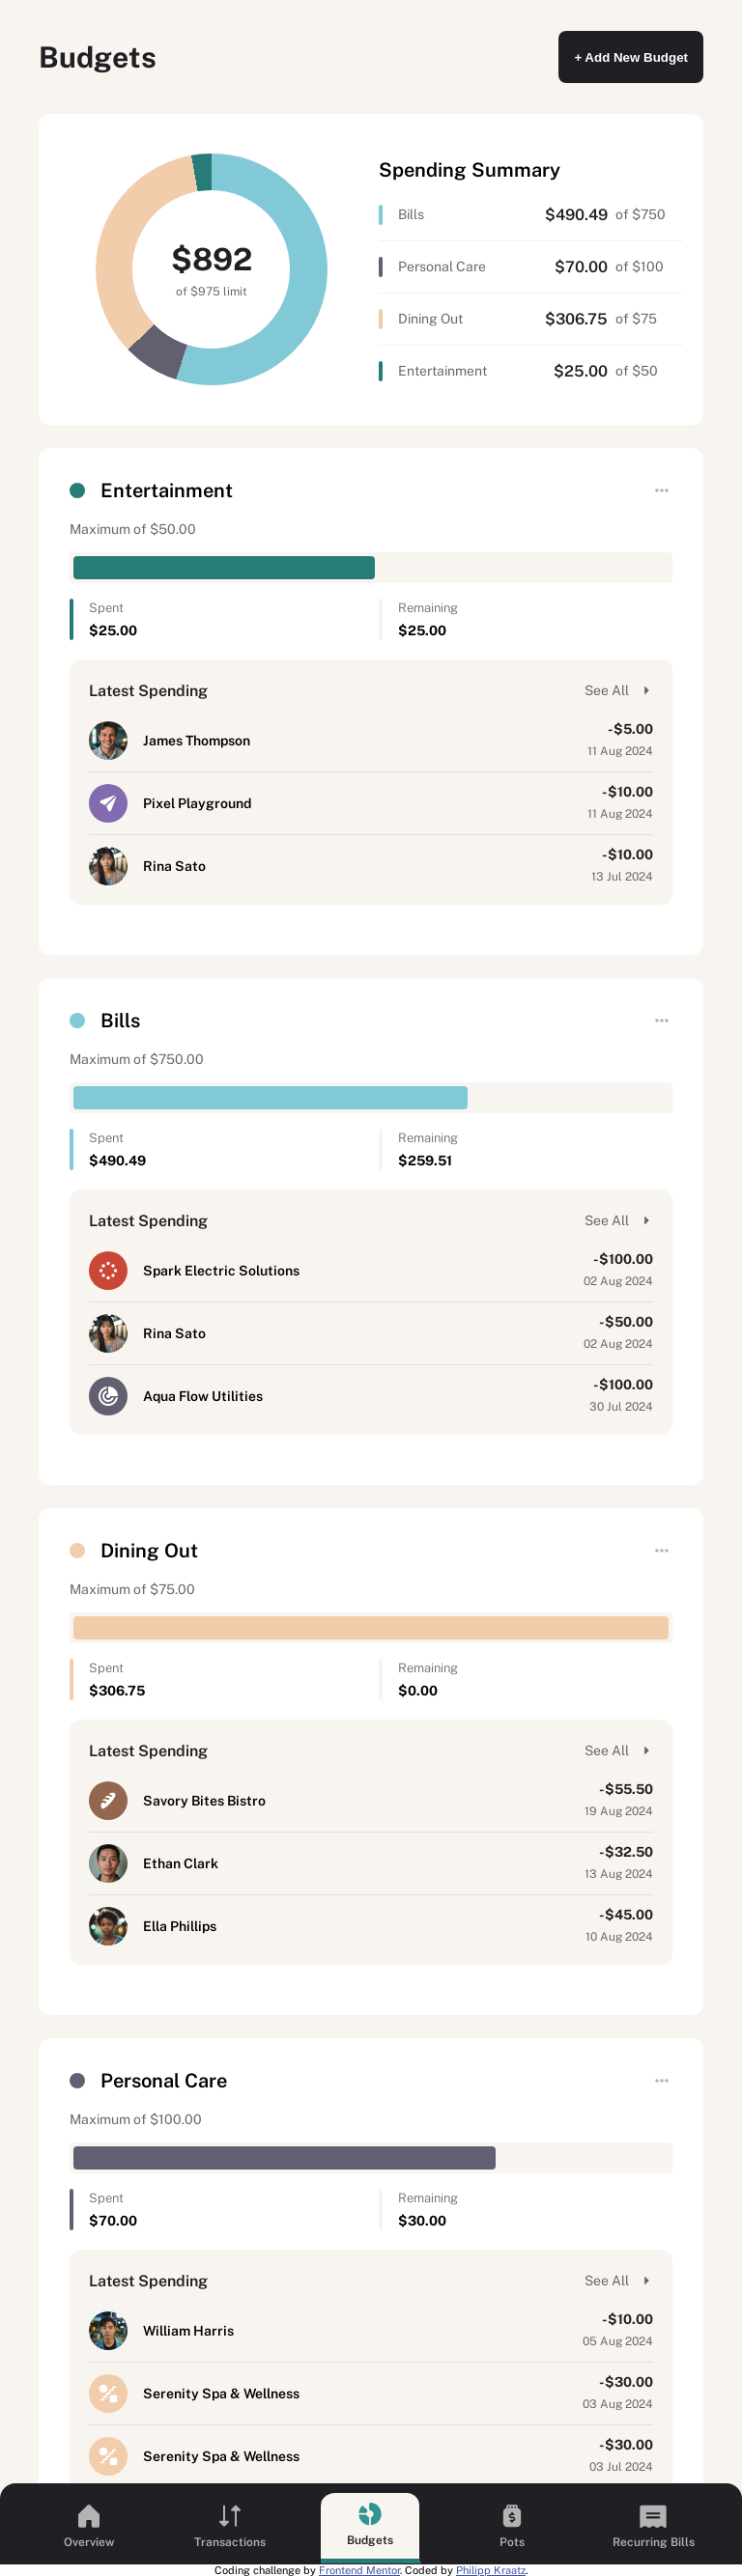 Budgets
+ Add New Budget
$892
of $975 limit
Spending Summary
Bills $490.49 of $750
Personal Care $70.00 of $100
Dining Out $306.75 of $75
Entertainment $25.00 of $50
Entertainment
Maximum of $50.00
Spent Remaining
$25.00 $25.00
Latest Spending See All
James Thompson
-$5.00
11 Aug 2024
Pixel Playground
-$10.00
11 Aug 2024
Rina Sato
-$10.00
13 Jul 2024
Bills
Maximum of $750.00
Spent Remaining
$490.49 $259.51
Latest Spending See All
Spark Electric Solutions
-$100.00
02 Aug 2024
Rina Sato
-$50.00
02 Aug 2024
Aqua Flow Utilities
-$100.00
30 Jul 2024
Dining Out
Maximum of $75.00
Spent Remaining
$306.75 $0.00
Latest Spending See All
Savory Bites Bistro
-$55.50
19 Aug 2024
Ethan Clark
-$32.50
13 Aug 2024
Ella Phillips
-$45.00
10 Aug 2024
Personal Care
Maximum of $100.00
Spent Remaining
$70.00 $30.00
Latest Spending See All
William Harris
-$10.00
05 Aug 2024
Serenity Spa & Wellness
-$30.00
03 Aug 2024
Serenity Spa & Wellness
-$30.00
03 Jul 2024
Overview Transactions Budgets Pots Recurring Bills
Coding challenge by Frontend Mentor. Coded by Philipp Kraatz.